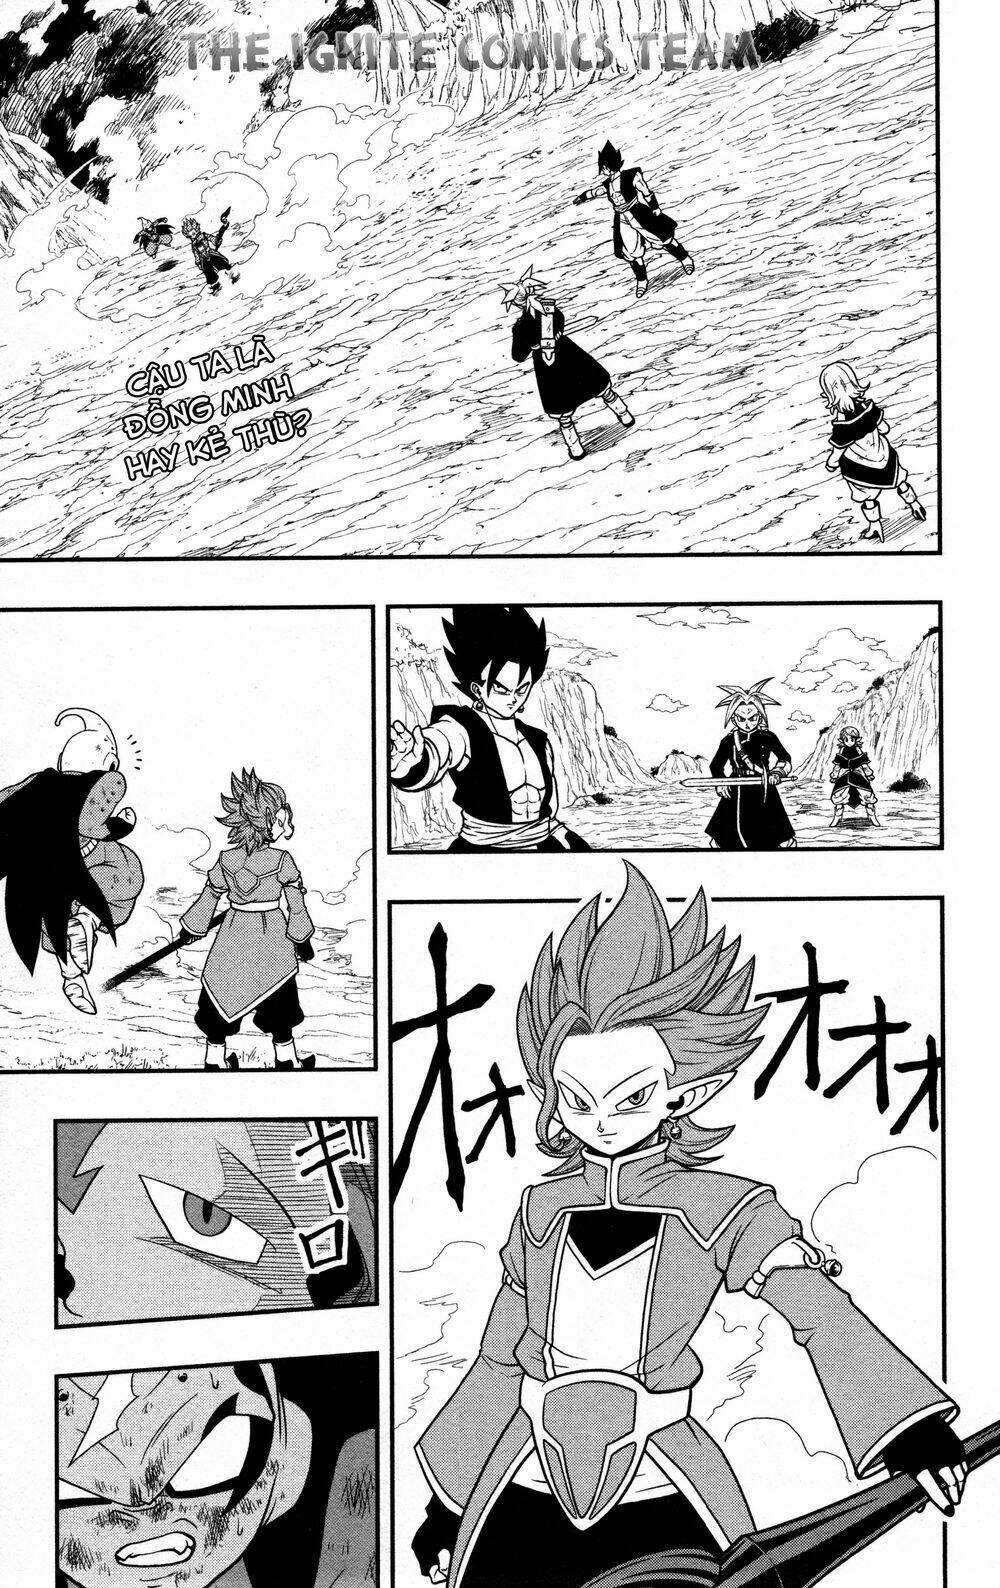 THE IGNITE COMICS TEAM
CẬU TA LÀ
ĐỒNG MINH
HAY KẺ THÙ?
オオオ
オオオ
ギロ